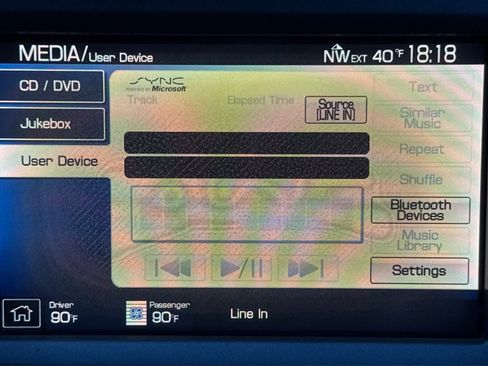 MEDIA/User Device
NW EXT 40°F 18:18
CD / DVD
Jukebox
User Device
SYNC
POWERED BY Microsoft
Track
Elapsed Time
Source
[LINE IN]
Text
Similar
Music
Repeat
Shuffle
Bluetooth
Devices
Music
Library
Settings
Driver
90°F
Passenger
90°F
Line In